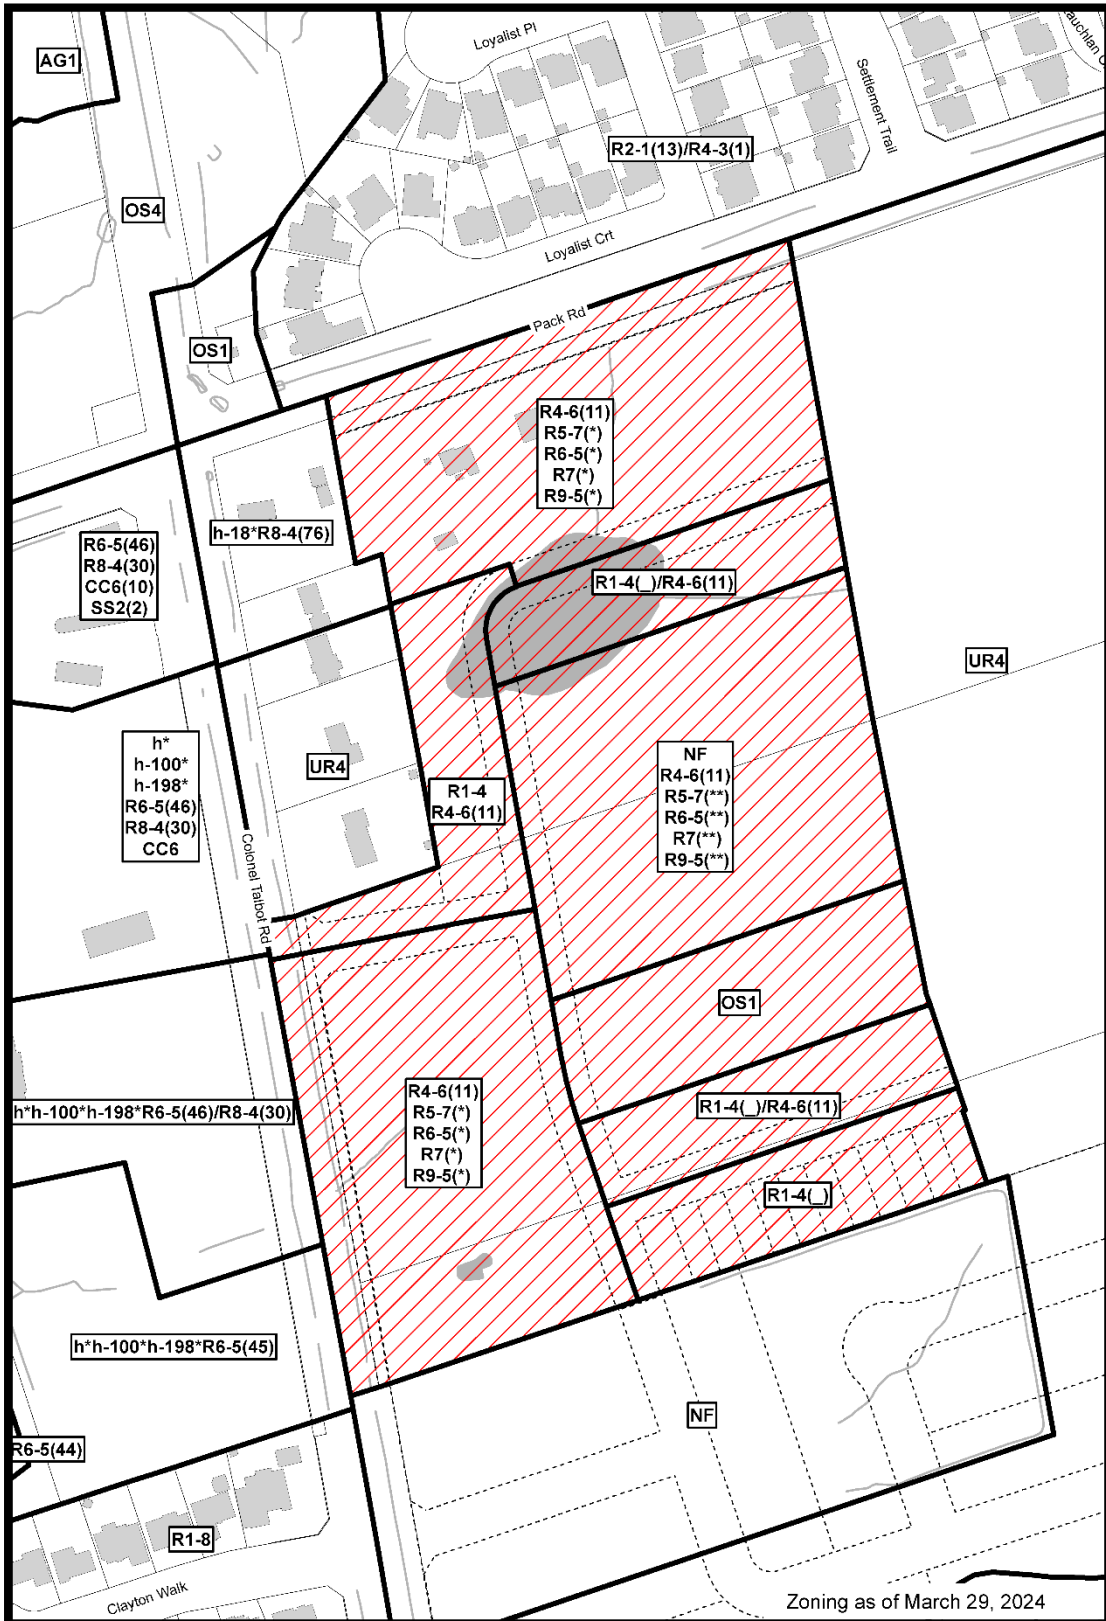 Loyalist Pl
AG1
Settlement Trail
R2-1(13)/R4-3(1)
OS4
Loyalist Crt
Pack Rd
OS1
R4-6(11)
R5-7(*)
R6-5(*)
R7(*)
R9-5(*)
h-18*R8-4(76)
R6-5(46)
R8-4(30)
CC6(10)
SS2(2)
R1-4(_)/R4-6(11)
UR4
h*
h-100*
h-198*
R6-5(46)
R8-4(30)
CC6
UR4
R1-4
R4-6(11)
NF
R4-6(11)
R5-7(**)
R6-5(**)
R7(**)
R9-5(**)
Colonel Talbot Rd
OS1
h*h-100*h-198*R6-5(46)/R8-4(30)
R4-6(11)
R5-7(*)
R6-5(*)
R7(*)
R9-5(*)
R1-4(_)/R4-6(11)
R1-4(_)
h*h-100*h-198*R6-5(45)
NF
R6-5(44)
R1-8
Clayton Walk
Zoning as of March 29, 2024